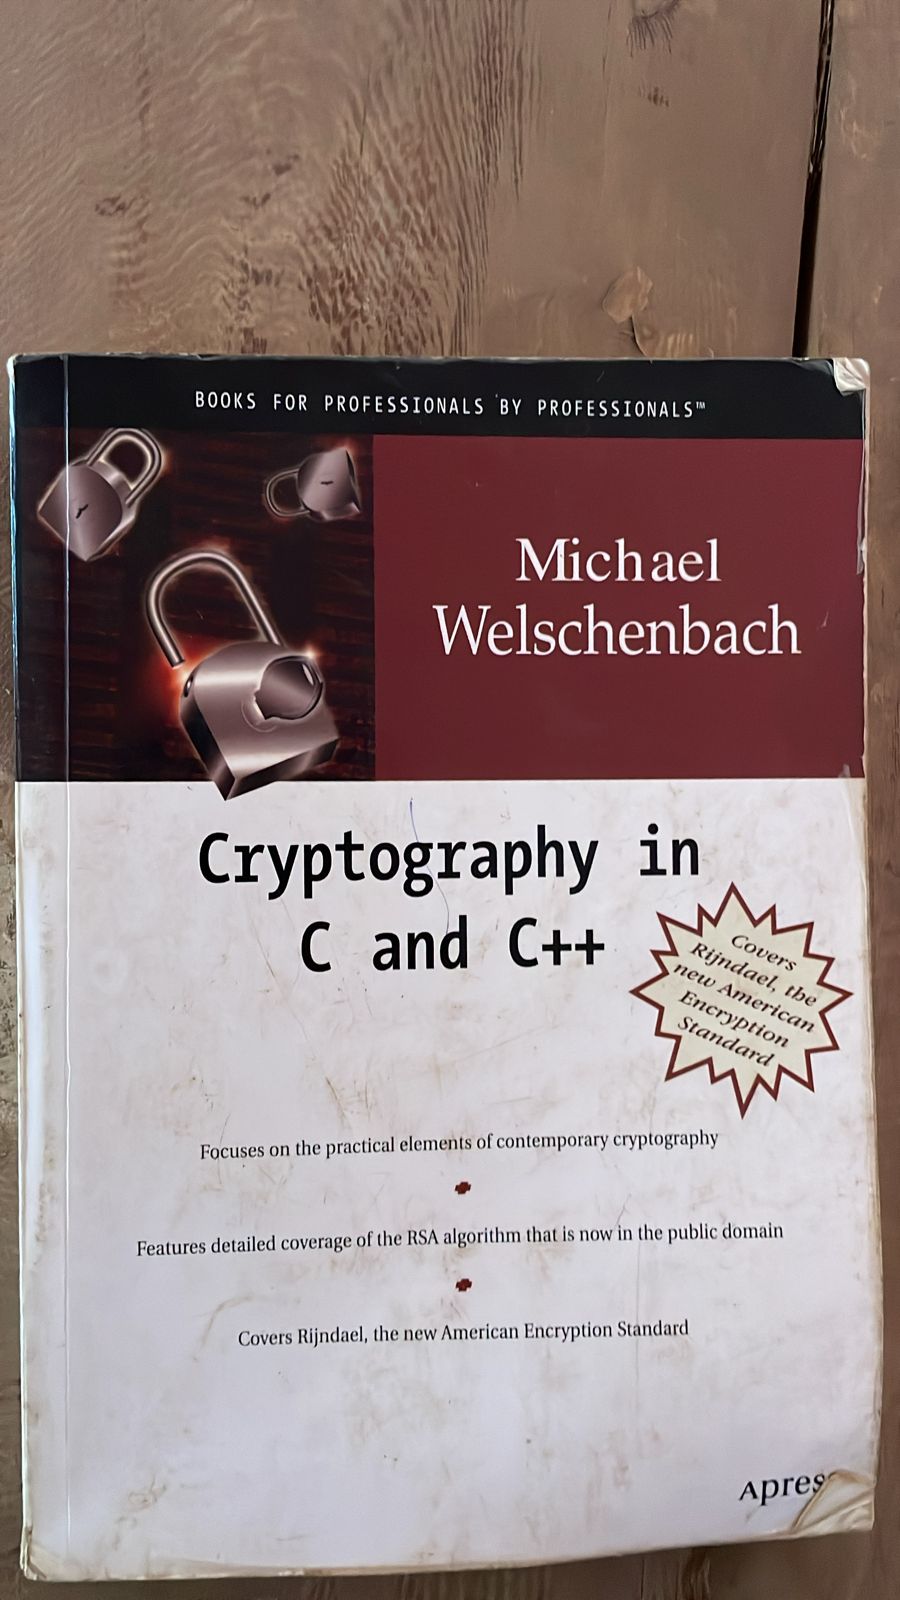 BOOKS FOR PROFESSIONALS BY PROFESSIONALS™
Michael
Welschenbach
Cryptography in
C and C++
Covers
Rijndael, the
new American
Encryption
Standard
Focuses on the practical elements of contemporary cryptography
Features detailed coverage of the RSA algorithm that is now in the public domain
Covers Rijndael, the new American Encryption Standard
Apres